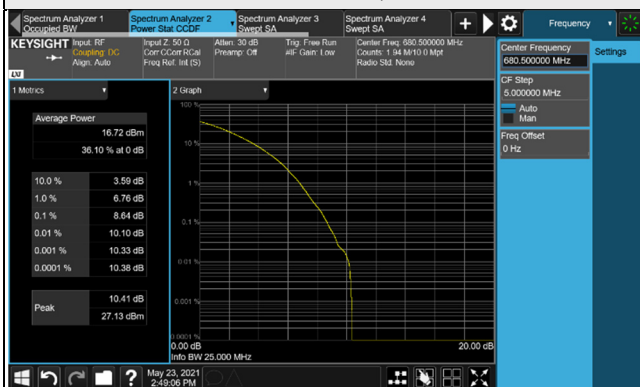 Spectrum Analyzer 1
Occupied BW
Spectrum Analyzer 2
Power Stat CCDF
Spectrum Analyzer 3
Swept SA
Spectrum Analyzer 4
Swept SA
Frequency
KEYSIGHT
Input: RF
Coupling: DC
Align: Auto
Input Z: 50 Ω
Corr CCorr RCal
Freq Ref: Int (S)
Atten: 30 dB
Preamp: Off
Trig: Free Run
#IF Gain: Low
Center Freq: 680.500000 MHz
Counts: 1.94 M/10.0 Mpt
Radio Std: None
LXI
Center Frequency
680.500000 MHz
Settings
CF Step
5.000000 MHz
Auto
Man
Freq Offset
0 Hz
1 Metrics
2 Graph
Average Power
16.72 dBm
36.10 % at 0 dB
10.0 % 3.59 dB
1.0 % 6.76 dB
0.1 % 8.64 dB
0.01 % 10.10 dB
0.001 % 10.33 dB
0.0001 % 10.38 dB
Peak
10.41 dB
27.13 dBm
100 %
10 %
1 %
0.1 %
0.01 %
0.001 %
0.0001 %
0.00 dB
20.00 dB
Info BW 25.000 MHz
May 23, 2021
2:49:06 PM